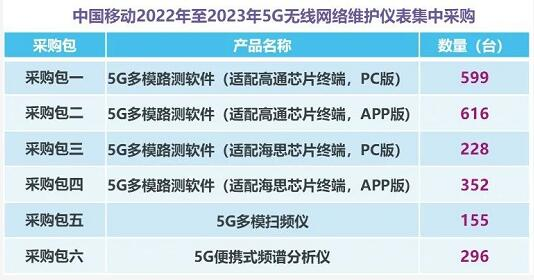 中国移动2022年至2023年5G无线网络维护仪表集中采购
采购包 产品名称 数量（台）
采购包一 5G多模路测软件（适配高通芯片终端，PC版） 599
采购包二 5G多模路测软件（适配高通芯片终端，APP版） 616
采购包三 5G多模路测软件（适配海思芯片终端，PC版） 228
采购包四 5G多模路测软件（适配海思芯片终端，APP版） 352
采购包五 5G多模扫频仪 155
采购包六 5G便携式频谱分析仪 296